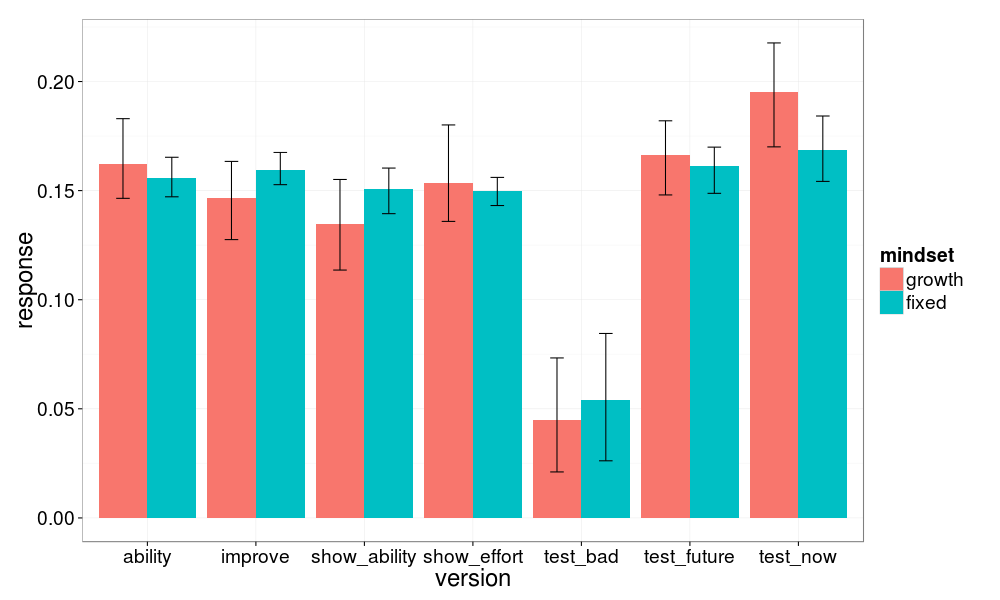 0.20
0.15
0.10
0.05
0.00
response
ability improve show_ability show_effort test_bad test_future test_now
version
mindset
growth
fixed